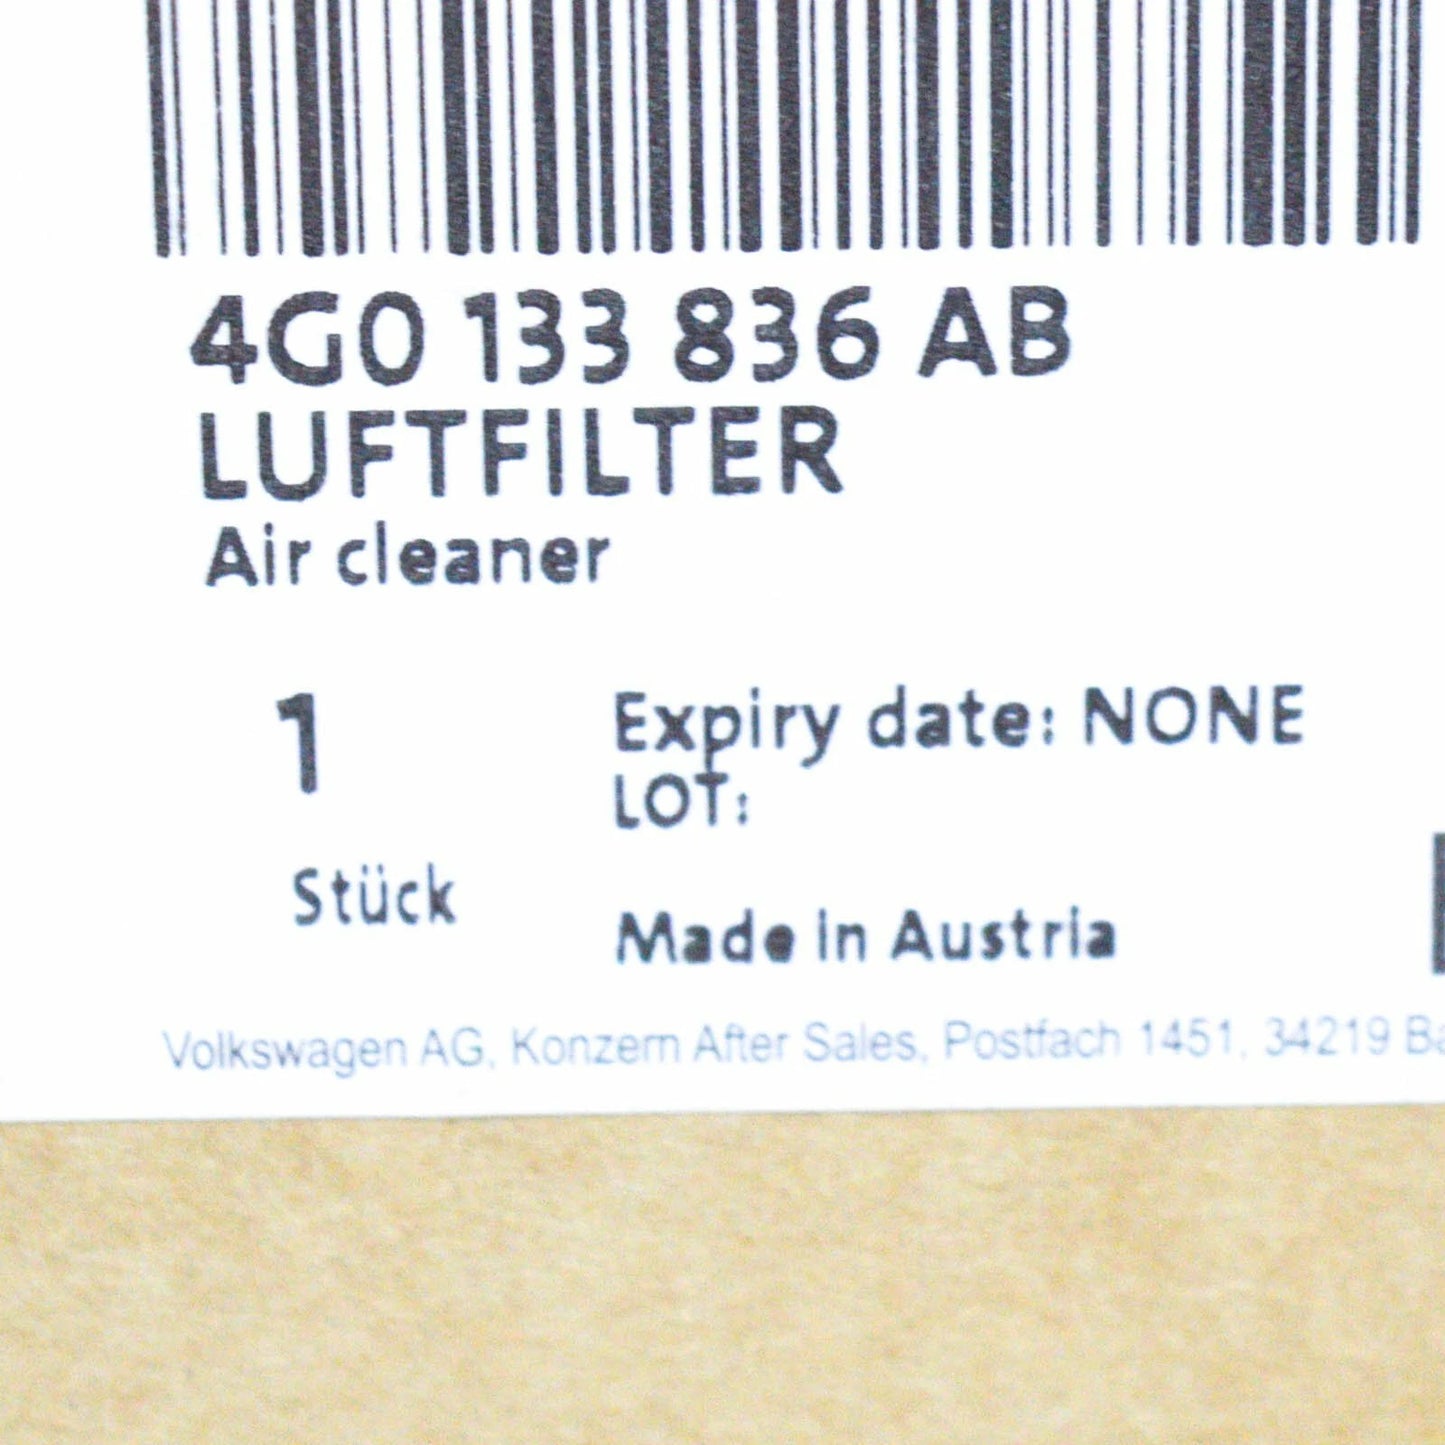 4G0 133 836 AB
LUFTFILTER
Air cleaner
1
Stück
Expiry date: NONE
LOT:
Made in Austria
Volkswagen AG, Konzern After Sales, Postfach 1451, 34219